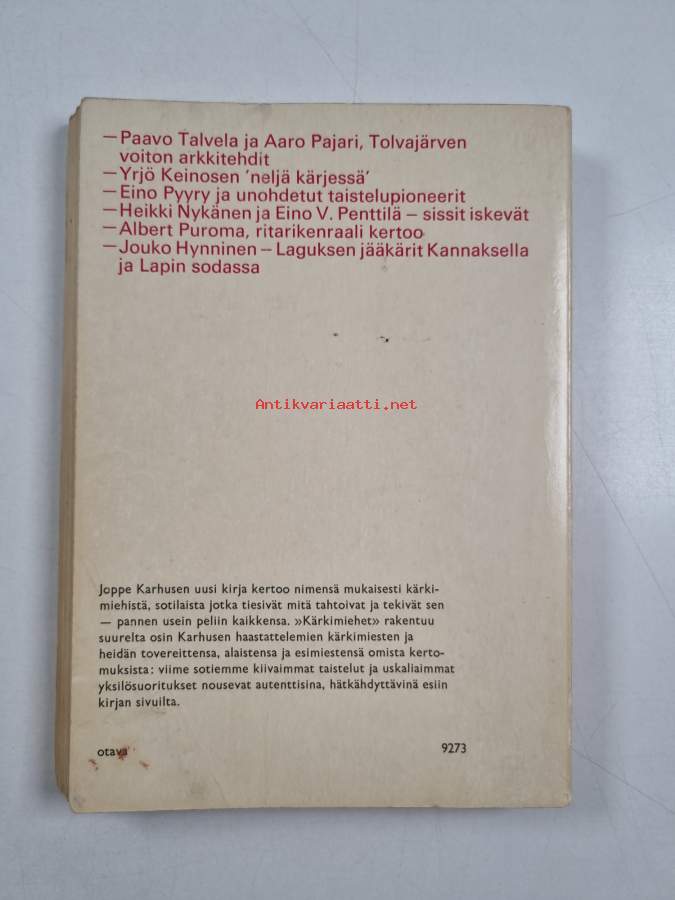 —Paavo Talvela ja Aaro Pajari, Tolvajärven
voiton arkkitehdit
—Yrjö Keinosen 'neljä kärjessä'
—Eino Pyyry ja unohdetut taistelupioneerit
—Heikki Nykänen ja Eino V. Penttilä – sissit iskevät
—Albert Puroma, ritarikenraali kertoo
—Jouko Hynninen – Laguksen jääkärit Kannaksella
ja Lapin sodassa
Antikvariaatti.net
Joppe Karhusen uusi kirja kertoo nimensä mukaisesti kärki-
miehistä, sotilaista jotka tiesivät mitä tahtoivat ja tekivät sen
— pannen usein peliin kaikkensa. »Kärkimiehet» rakentuu
suurelta osin Karhusen haastattelemien kärkimiesten ja
heidän tovereittensa, alaistensa ja esimiestensä omista kerto-
muksista: viime sotiemme kiivaimmat taistelut ja uskaliaimmat
yksilösuoritukset nousevat autenttisina, hätkähdyttävinä esiin
kirjan sivuilta.
otava 9273